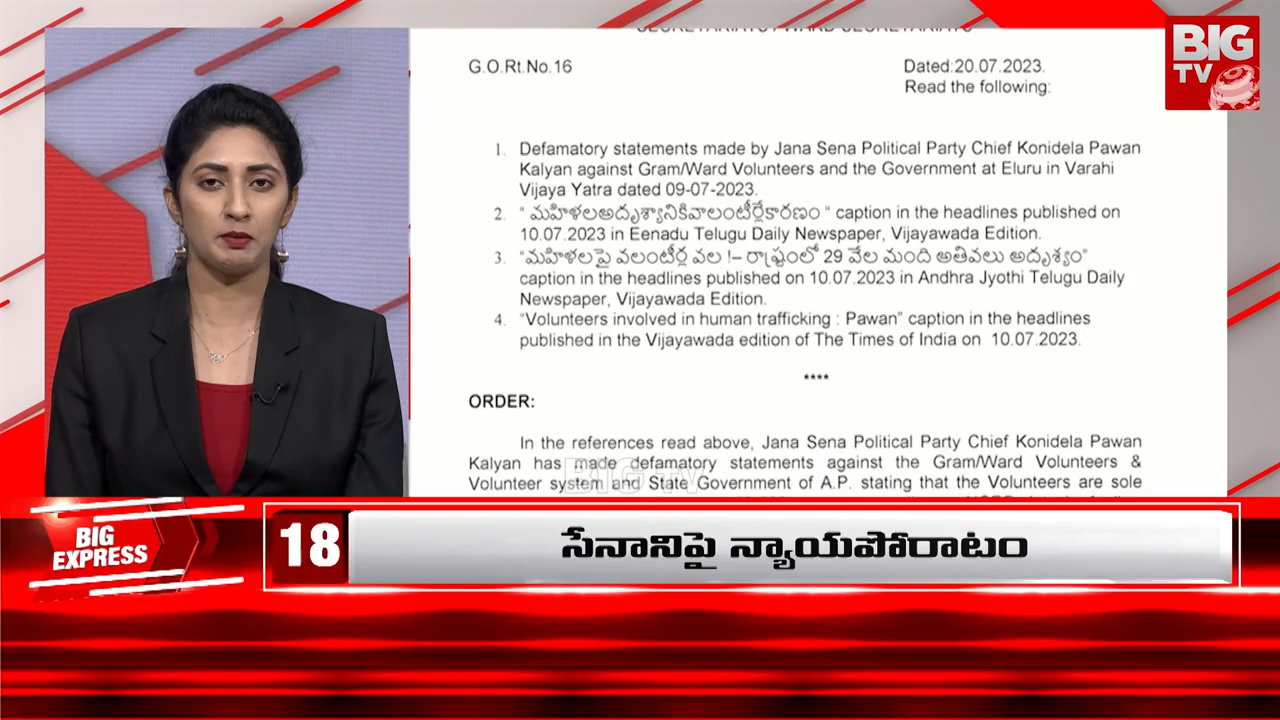 BIG
TV
G.O.Rt.No.16 Dated:20.07.2023.
Read the following:
1. Defamatory statements made by Jana Sena Political Party Chief Konidela Pawan
Kalyan against Gram/Ward Volunteers and the Government at Eluru in Varahi
Vijaya Yatra dated 09-07-2023.
2. “ మహిళలఅదృశ్యానికివాలంటీర్లేకారణం “ caption in the headlines published on
10.07.2023 in Eenadu Telugu Daily Newspaper, Vijayawada Edition.
3. “మహిళలపై వలంటీర్ల వల !– రాష్ట్రంలో 29 వేల మంది అతివలు అదృశ్యం”
caption in the headlines published on 10.07.2023 in Andhra Jyothi Telugu Daily
Newspaper, Vijayawada Edition.
4. “Volunteers involved in human trafficking : Pawan” caption in the headlines
published in the Vijayawada edition of The Times of India on 10.07.2023.
****
ORDER:
In the references read above, Jana Sena Political Party Chief Konidela Pawan
Kalyan has made defamatory statements against the Gram/Ward Volunteers &
Volunteer system and State Government of A.P. stating that the Volunteers are sole
BIG TV
BIG
EXPRESS
18 సేనానిపై న్యాయపోరాటం